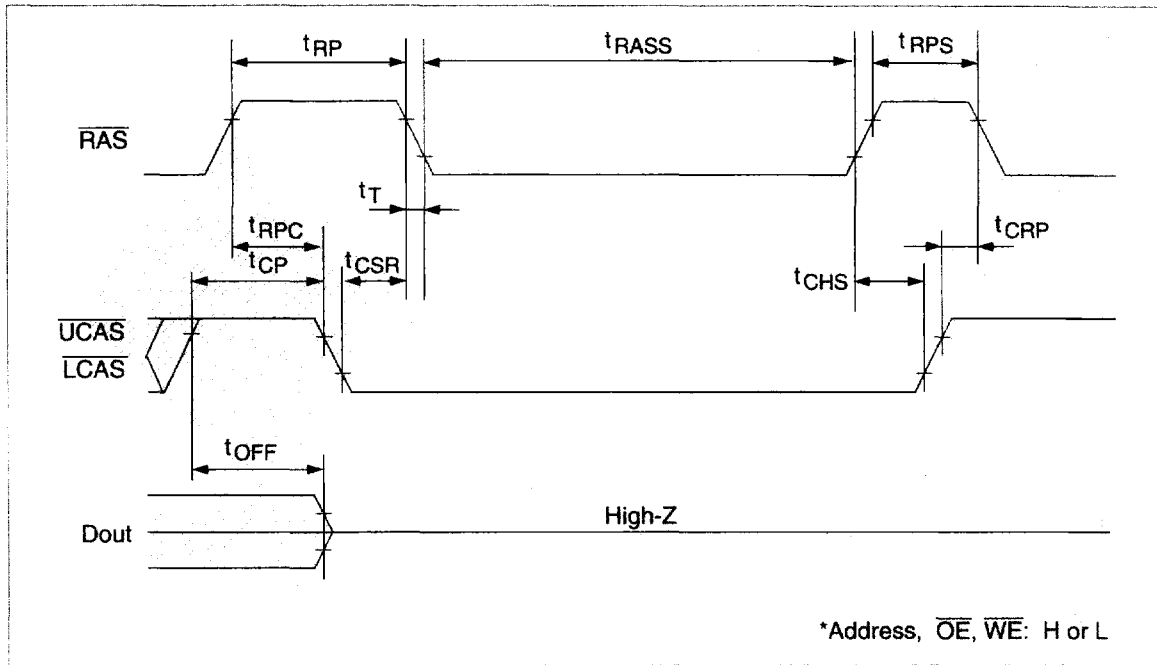 tRP
tRASS
tRPS
RAS
tT
tRPC
tCRP
tCP
tCSR
tCHS
UCAS
LCAS
tOFF
High-Z
Dout
*Address, OE, WE: H or L